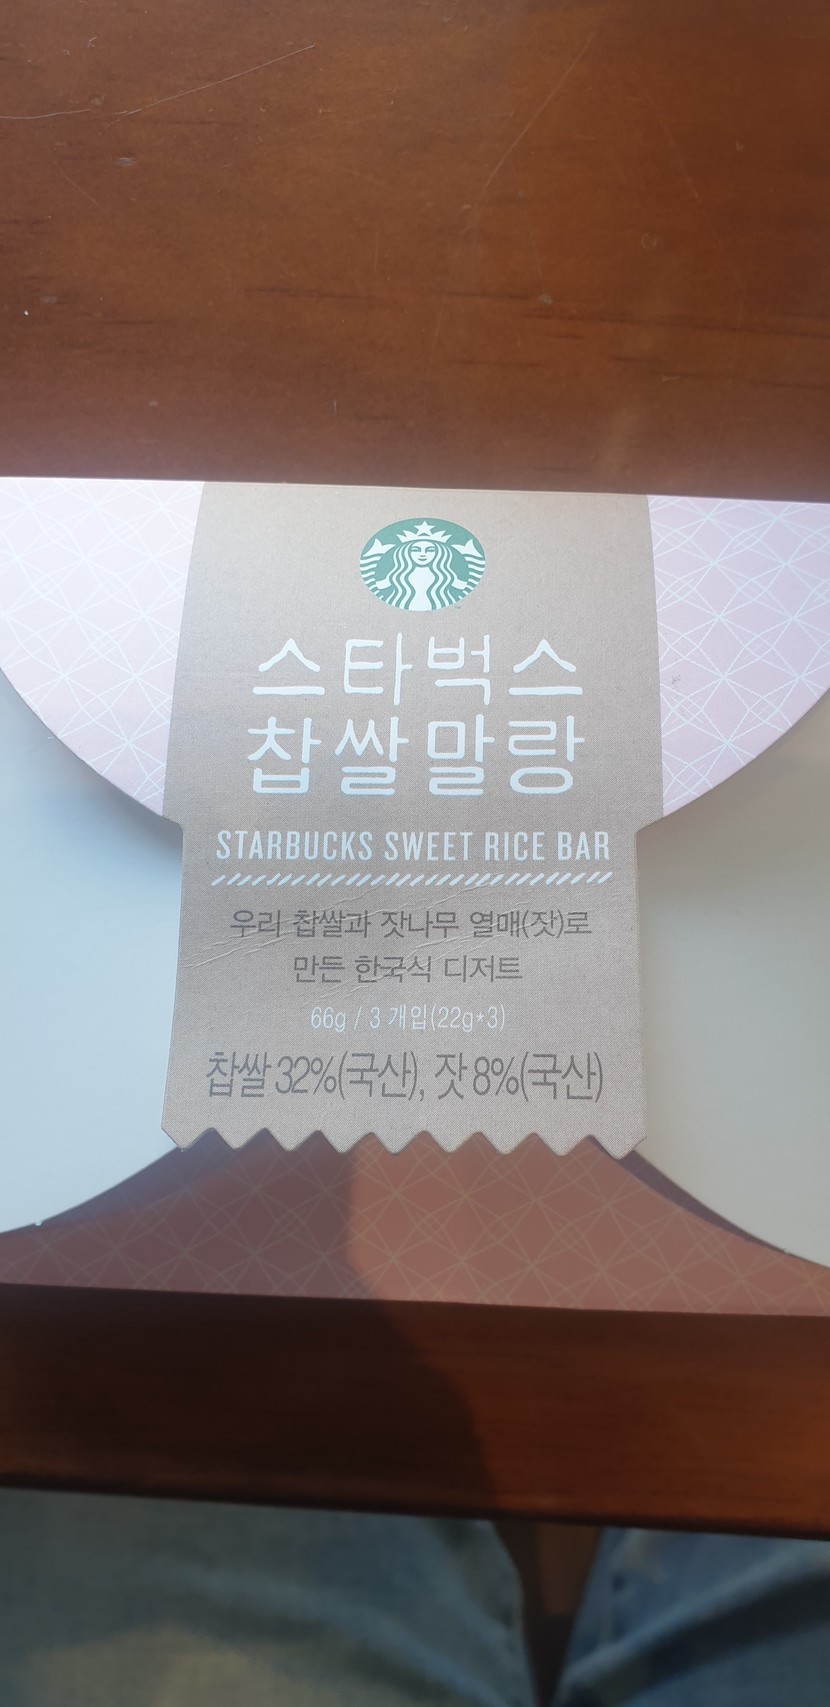 스타벅스
찹쌀말랑
STARBUCKS SWEET RICE BAR
우리 찹쌀과 잣나무 열매(잣)로
만든 한국식 디저트
66g / 3 개입(22g*3)
찹쌀 32%(국산), 잣 8%(국산)